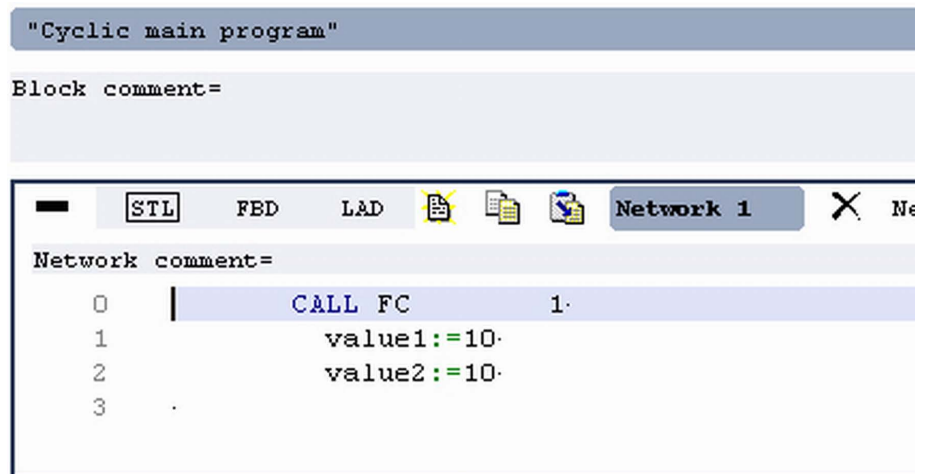 "Cyclic main program"
Block comment=
STL FBD LAD Network 1 Ne
Network comment=
0 CALL FC 1
1 value1:=10
2 value2:=10
3